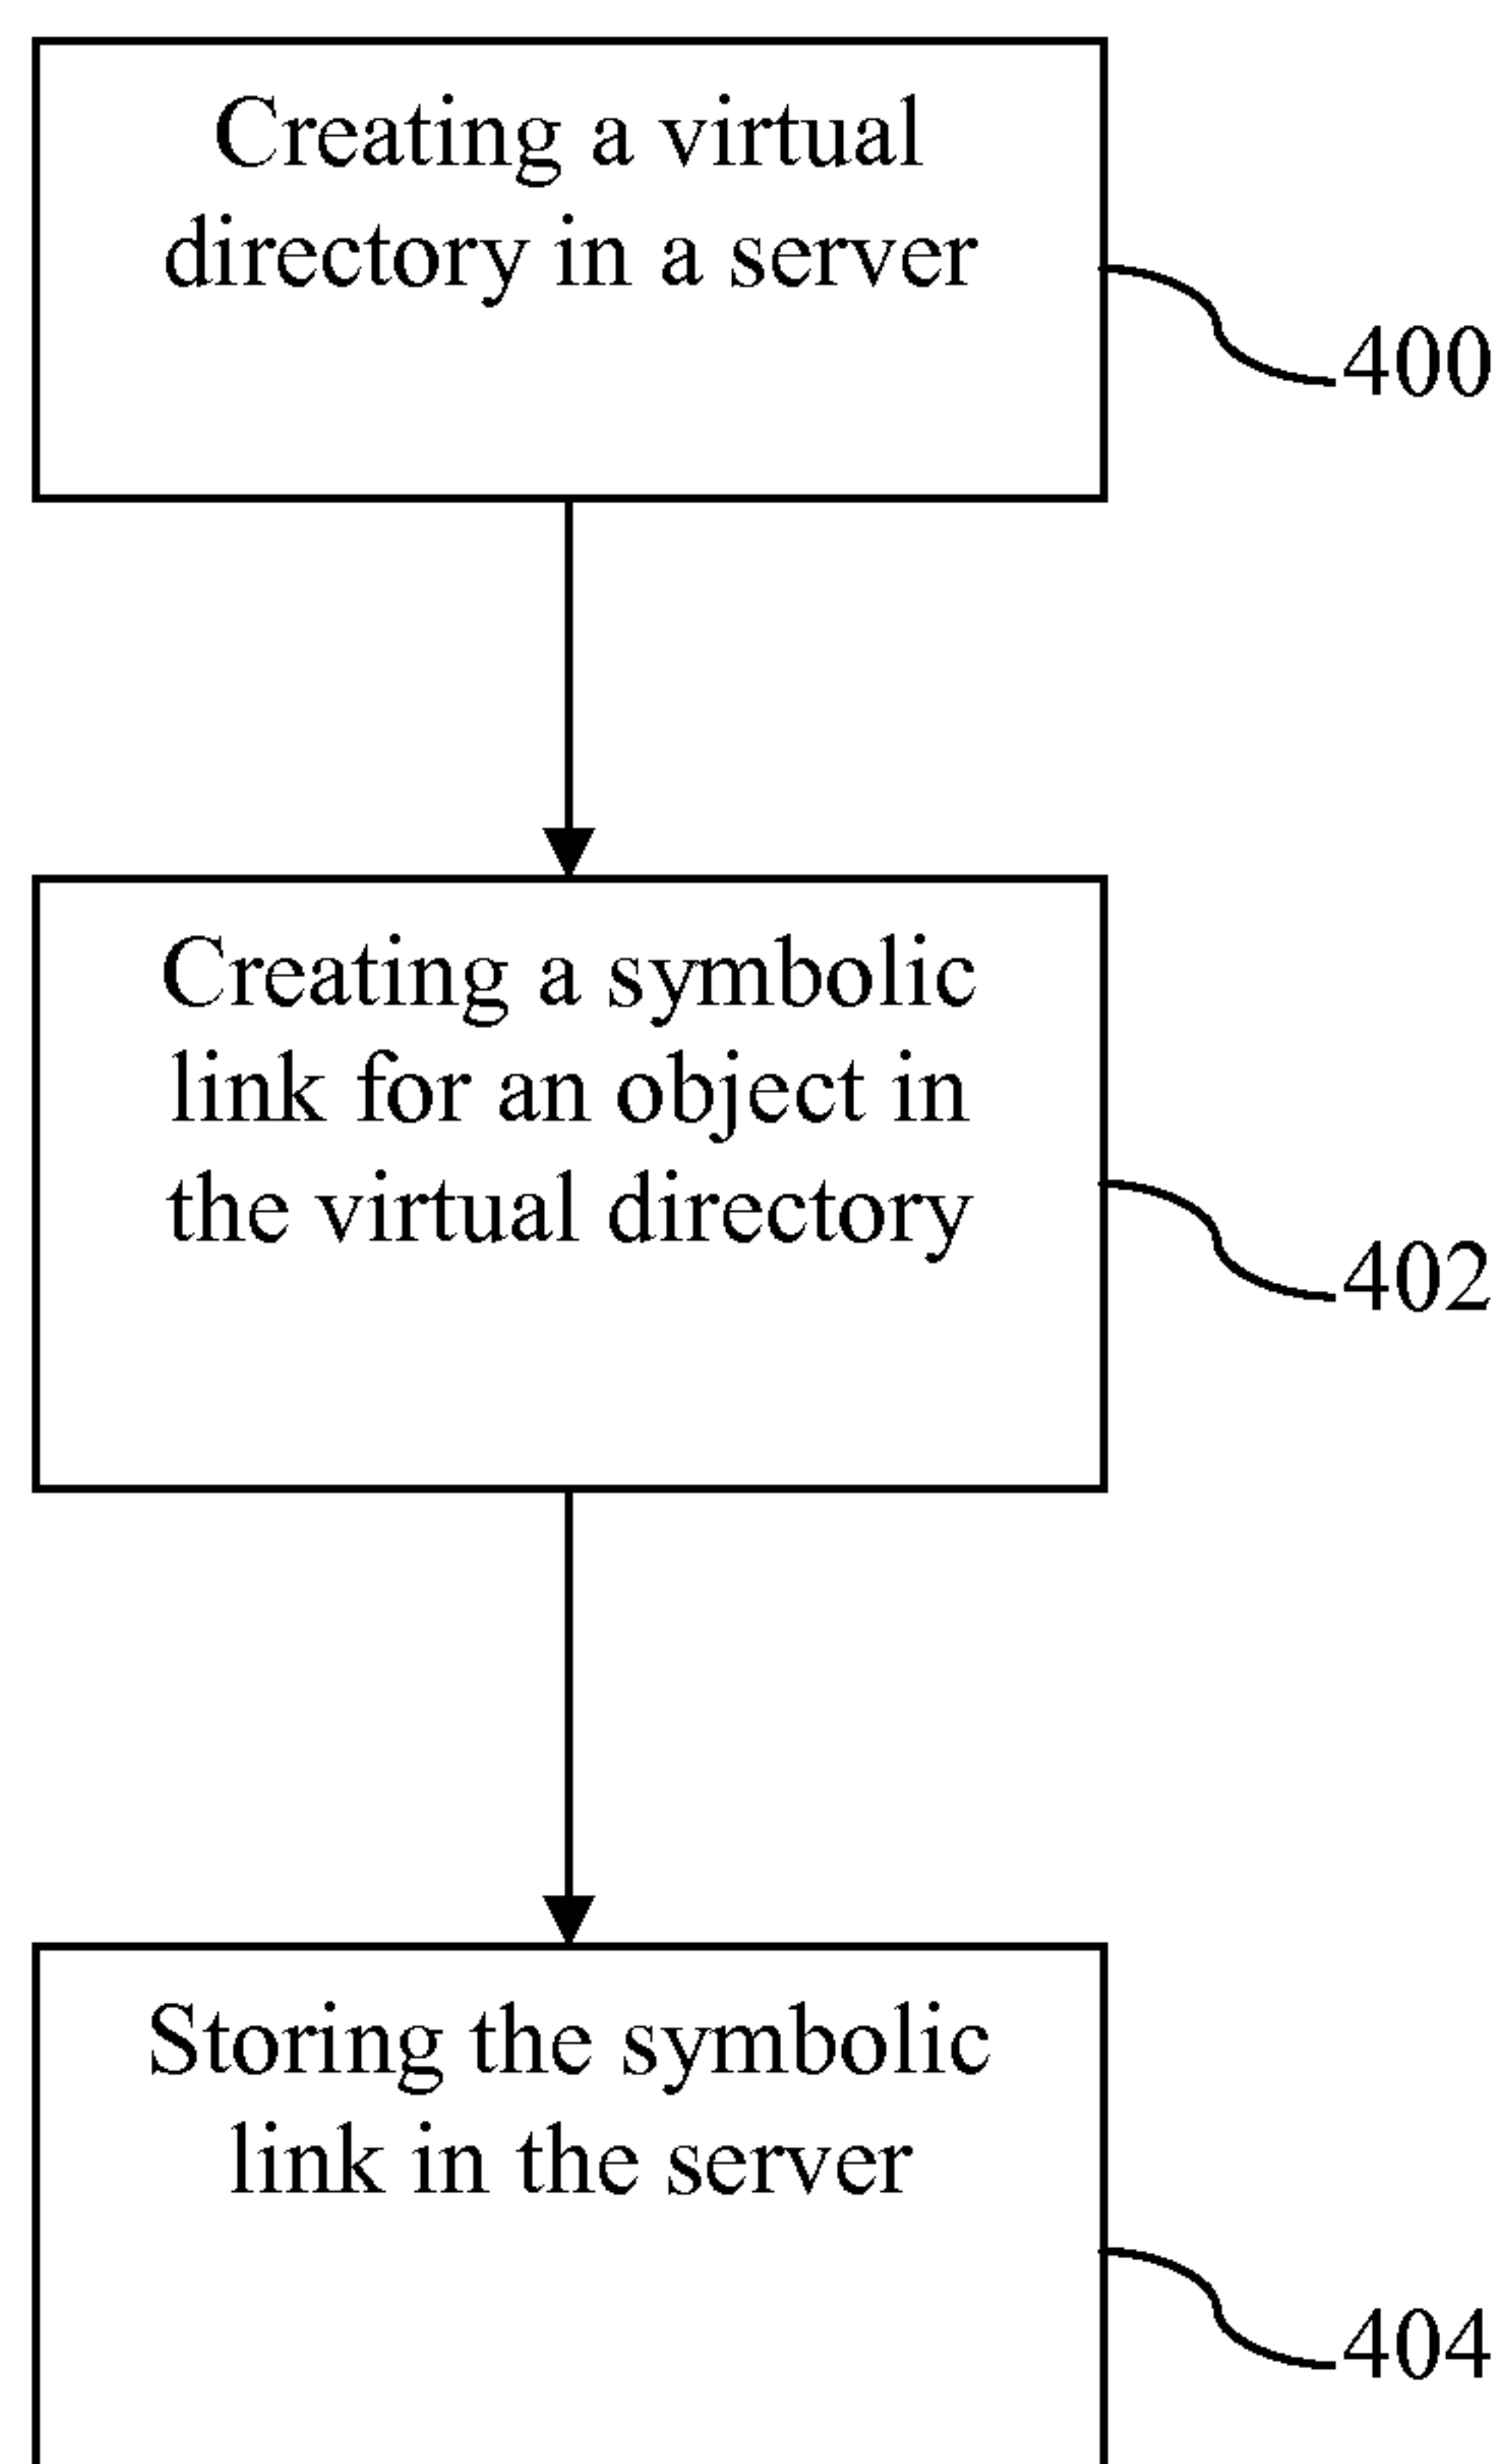 Creating a virtual
directory in a server
400
Creating a symbolic
link for an object in
the virtual directory
402
Storing the symbolic
link in the server
404